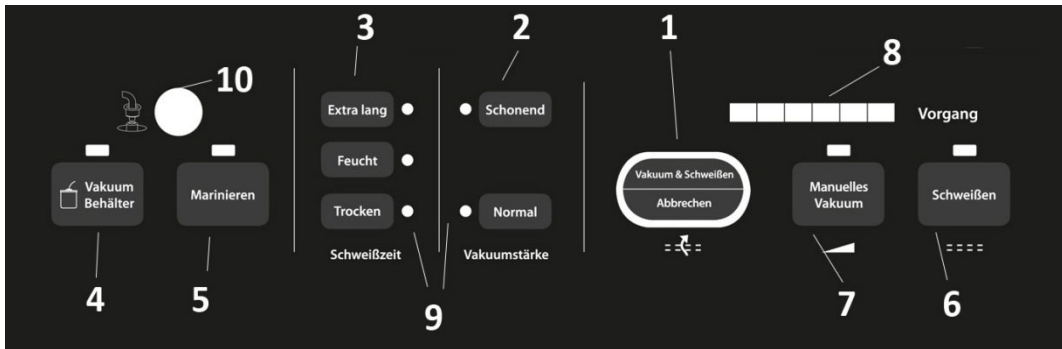 1
2
3
8
10
Extra lang
Schonend
Vorgang
Feucht
Vakuum
Behälter
Marinieren
Vakuum & Schweißen
Abbrechen
Manuelles
Vakuum
Schweißen
Trocken
Normal
Schweißzeit
Vakuumstärke
4
5
9
7
6